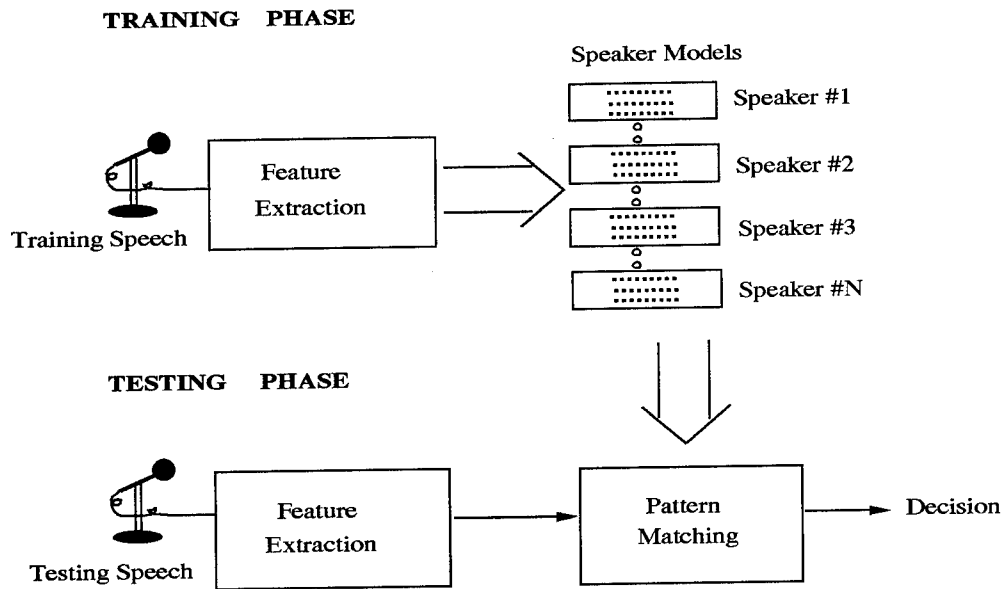 TRAINING PHASE
Speaker Models
Speaker #1
Speaker #2
Speaker #3
Speaker #N
Feature
Extraction
Training Speech
TESTING PHASE
Feature
Extraction
Testing Speech
Pattern
Matching
Decision